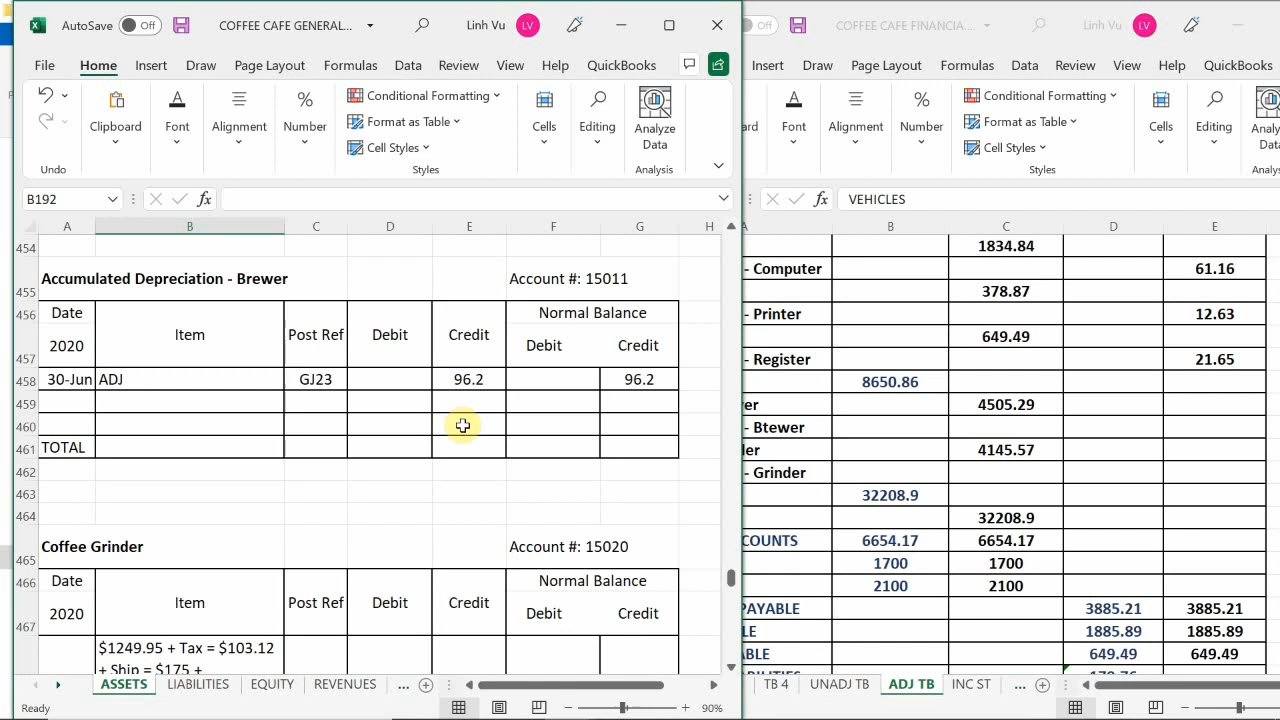 AutoSave Off COFFEE CAFE GENERAL... Linh Vu LV
File Home Insert Draw Page Layout Formulas Data Review View Help QuickBooks
Clipboard Font Alignment Number
Conditional Formatting
Format as Table
Cell Styles
Cells Editing Analyze
Data
Undo Styles Analysis
B192 fx
A B C D E F G H
454
455 Accumulated Depreciation - Brewer Account #: 15011
456 Date Item Post Ref Debit Credit Normal Balance
457 2020 Debit Credit
458 30-Jun ADJ GJ23 96.2 96.2
459
460
461 TOTAL
462
463
464
465 Coffee Grinder Account #: 15020
466 Date Item Post Ref Debit Credit Normal Balance
467 2020 Debit Credit
$1249.95 + Tax = $103.12
+ Ship = $175 +
ASSETS LIABILITIES EQUITY REVENUES ...
Ready 90%
Off COFFEE CAFE FINANCIA... Linh Vu LV
Insert Draw Page Layout Formulas Data Review View Help QuickBooks
Font Alignment Number
Conditional Formatting
Format as Table
Cell Styles
Cells Editing
Styles
fx VEHICLES
B C D E
1834.84
- Computer 61.16
378.87
- Printer 12.63
649.49
- Register 21.65
8650.86
er 4505.29
- Btewer
der 4145.57
- Grinder
32208.9
32208.9
COUNTS 6654.17 6654.17
1700 1700
2100 2100
PAYABLE 3885.21 3885.21
LE 1885.89 1885.89
ABLE 649.49 649.49
TB 4 UNADJ TB ADJ TB INC ST ...